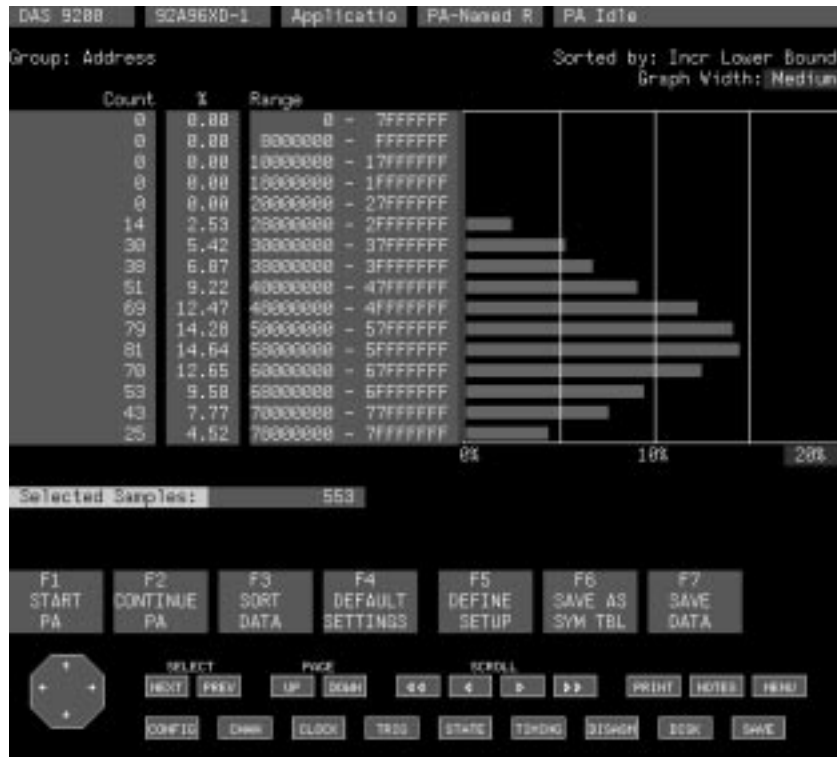 DAS 9200 92A96XD-1 Applicatio PA-Named R PA Idle
Group: Address Sorted by: Incr Lower Bound
Graph Width: Medium
Count % Range
0 0.00 0 - 7FFFFFF
0 0.00 8000000 - FFFFFFF
0 0.00 10000000 - 17FFFFFF
0 0.00 18000000 - 1FFFFFFF
0 0.00 20000000 - 27FFFFFF
14 2.53 28000000 - 2FFFFFFF
30 5.42 30000000 - 37FFFFFF
38 6.87 38000000 - 3FFFFFFF
51 9.22 40000000 - 47FFFFFF
69 12.47 48000000 - 4FFFFFFF
79 14.28 50000000 - 57FFFFFF
81 14.64 58000000 - 5FFFFFFF
70 12.65 60000000 - 67FFFFFF
53 9.58 68000000 - 6FFFFFFF
43 7.77 70000000 - 77FFFFFF
25 4.52 78000000 - 7FFFFFFF
0% 10% 20%
Selected Samples: 553
F1 F2 F3 F4 F5 F6 F7
START CONTINUE SORT DEFAULT DEFINE SAVE AS SAVE
PA PA DATA SETTINGS SETUP SYM TBL DATA
SELECT PAGE SCROLL
NEXT PREV UP DOWN << < > >> PRINT NOTES MENU
CONFIG CHAN CLOCK TRIG STATE TIMING DISASM DISK SAVE